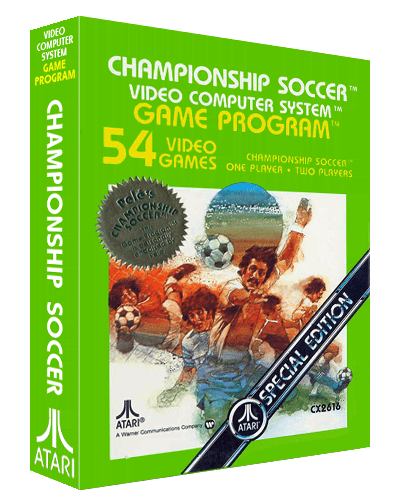 VIDEO
COMPUTER
SYSTEM
GAME
PROGRAM
CHAMPIONSHIP SOCCER
ATARI
CHAMPIONSHIP SOCCER™
VIDEO COMPUTER SYSTEM™
GAME PROGRAM™
54 VIDEO
GAMES
CHAMPIONSHIP SOCCER™
ONE PLAYER • TWO PLAYERS
Pelé's
CHAMPIONSHIP
SOCCER
SPECIAL EDITION
ATARI
ATARI®
A Warner Communications Company
CX2616